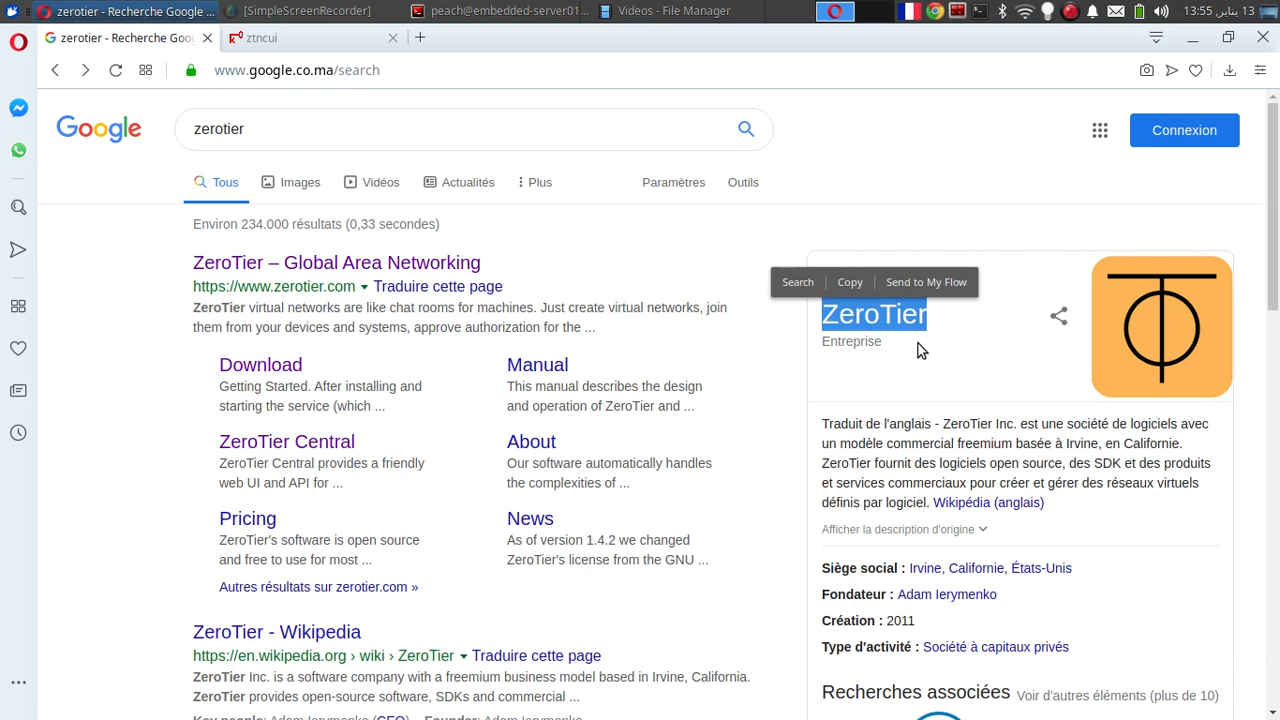 zerotier - Recherche Google ...
[SimpleScreenRecorder]
peach@embedded-server01...
Videos - File Manager
13 يناير, 13:55
zerotier - Recherche Goo
ztncui
www.google.co.ma/search
Google
zerotier
Connexion
Tous
Images
Vidéos
Actualités
Plus
Paramètres
Outils
Environ 234.000 résultats (0,33 secondes)
ZeroTier – Global Area Networking
https://www.zerotier.com Traduire cette page
ZeroTier virtual networks are like chat rooms for machines. Just create virtual networks, join
them from your devices and systems, approve authorization for the ...
Download
Getting Started. After installing and
starting the service (which ...
Manual
This manual describes the design
and operation of ZeroTier and ...
ZeroTier Central
ZeroTier Central provides a friendly
web UI and API for ...
About
Our software automatically handles
the complexities of ...
Pricing
ZeroTier's software is open source
and free to use for most ...
News
As of version 1.4.2 we changed
ZeroTier's license from the GNU ...
Autres résultats sur zerotier.com »
ZeroTier - Wikipedia
https://en.wikipedia.org › wiki › ZeroTier Traduire cette page
ZeroTier Inc. is a software company with a freemium business model based in Irvine, California.
ZeroTier provides open-source software, SDKs and commercial ...
Key people: Adam Ierymenko (CEO) Founder: Adam Ierymenko
Search
Copy
Send to My Flow
ZeroTier
Entreprise
Traduit de l'anglais - ZeroTier Inc. est une société de logiciels avec
un modèle commercial freemium basée à Irvine, en Californie.
ZeroTier fournit des logiciels open source, des SDK et des produits
et services commerciaux pour créer et gérer des réseaux virtuels
définis par logiciel. Wikipédia (anglais)
Afficher la description d'origine
Siège social : Irvine, Californie, États-Unis
Fondateur : Adam Ierymenko
Création : 2011
Type d'activité : Société à capitaux privés
Recherches associées
Voir d'autres éléments (plus de 10)